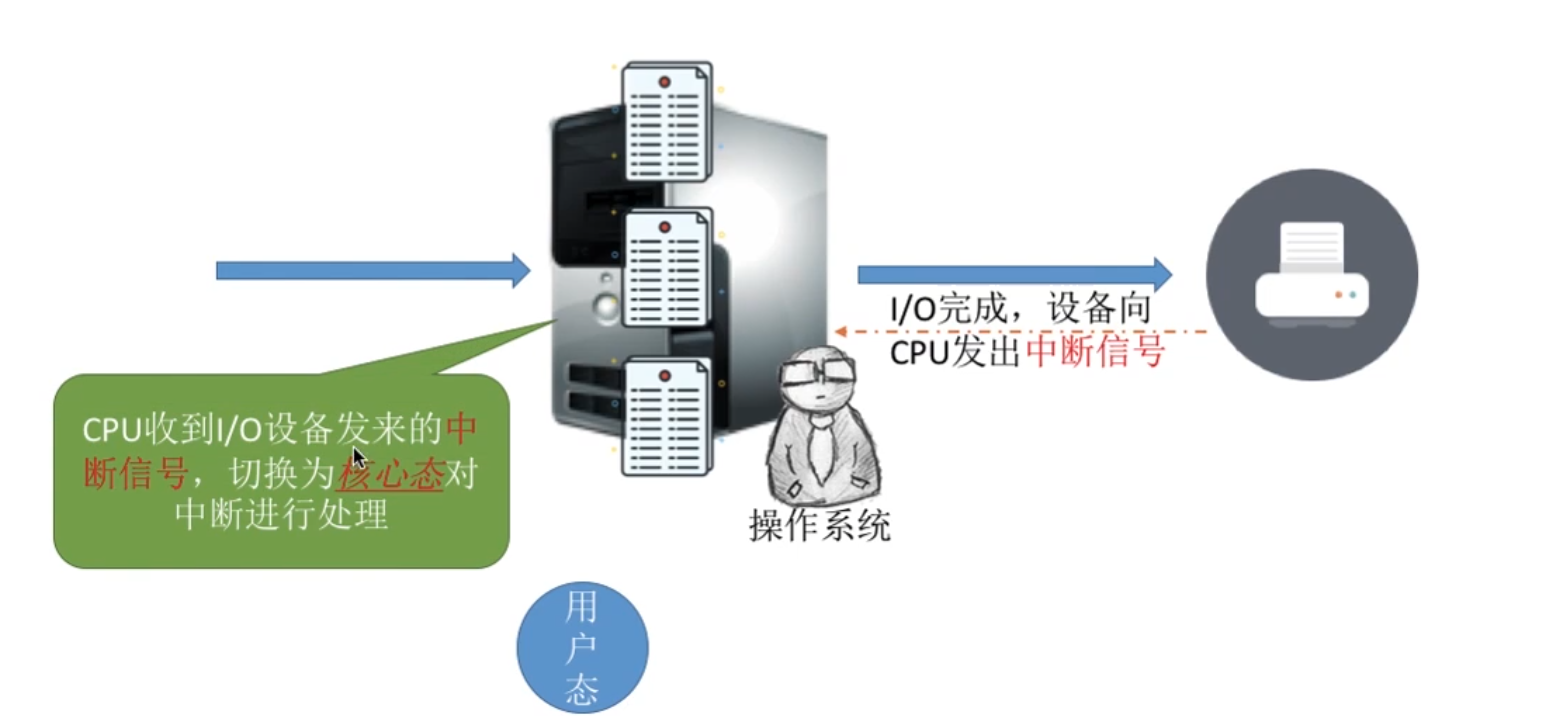 I/O完成，设备向
CPU发出中断信号
CPU收到I/O设备发来的中
断信号，切换为核心态对
中断进行处理
操作系统
用
户
态